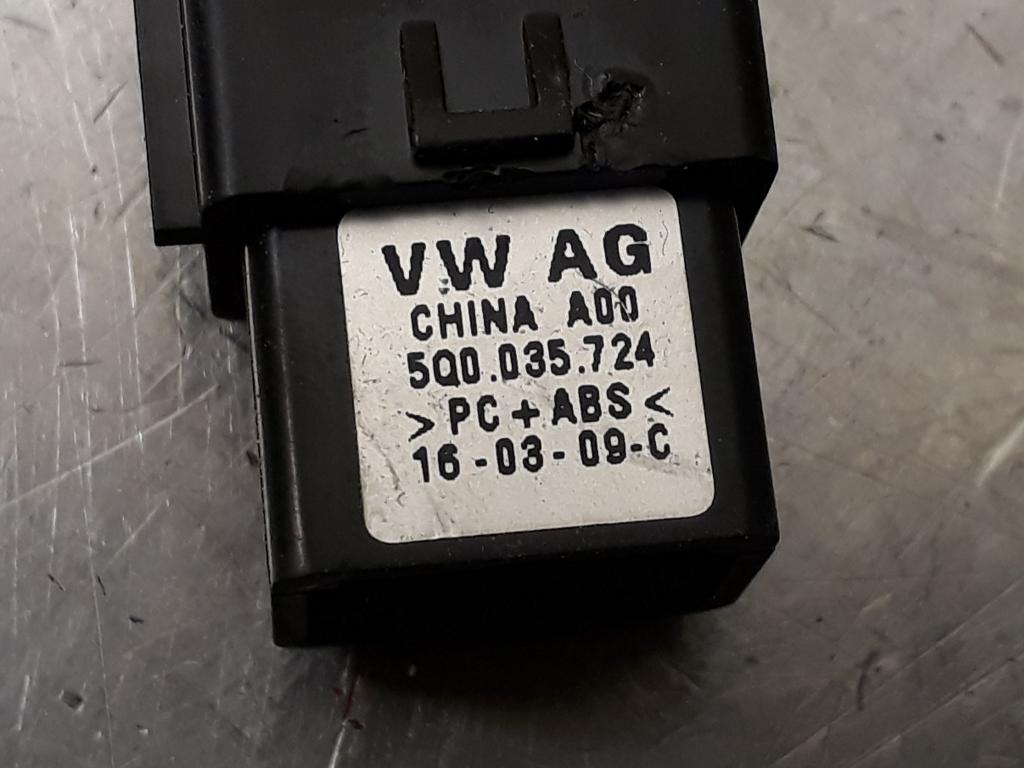 VW AG
CHINA A00
5Q0.035.724
>PC+ABS<
16-03-09-C